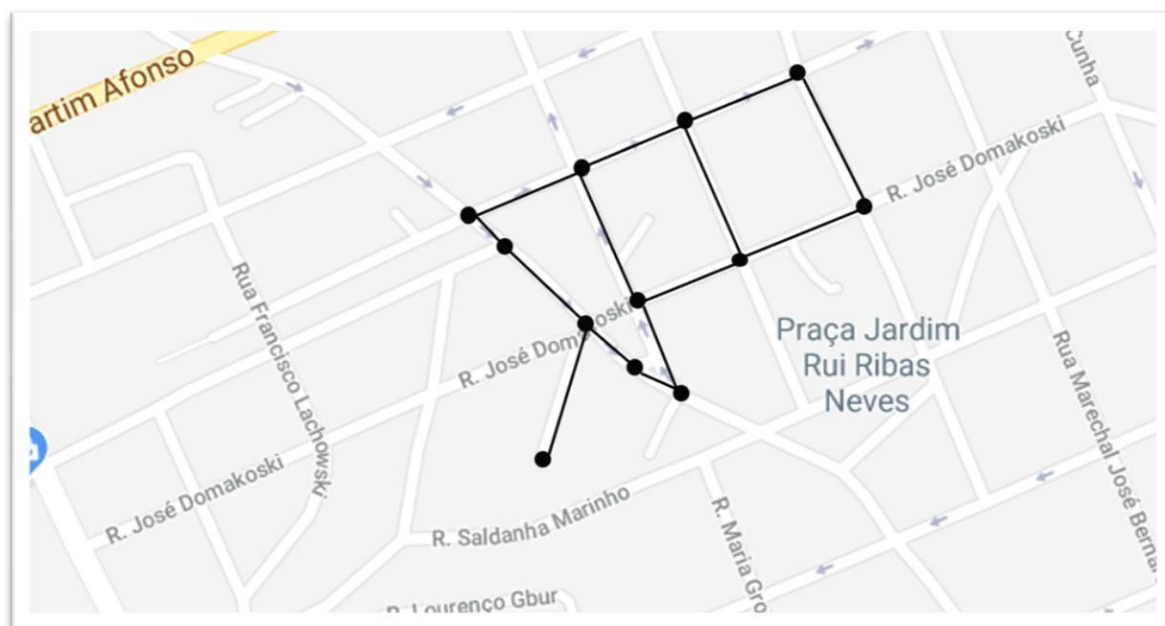 artim Afonso
Cunha
R. José Domakoski
Rua Francisco Lachowski
R. José Domakoski
Praça Jardim
Rui Ribas
Neves
Rua Marechal José Bernar
R. José Domakoski
R. Saldanha Marinho
R. Maria Gro
R. Lourenço Gbur